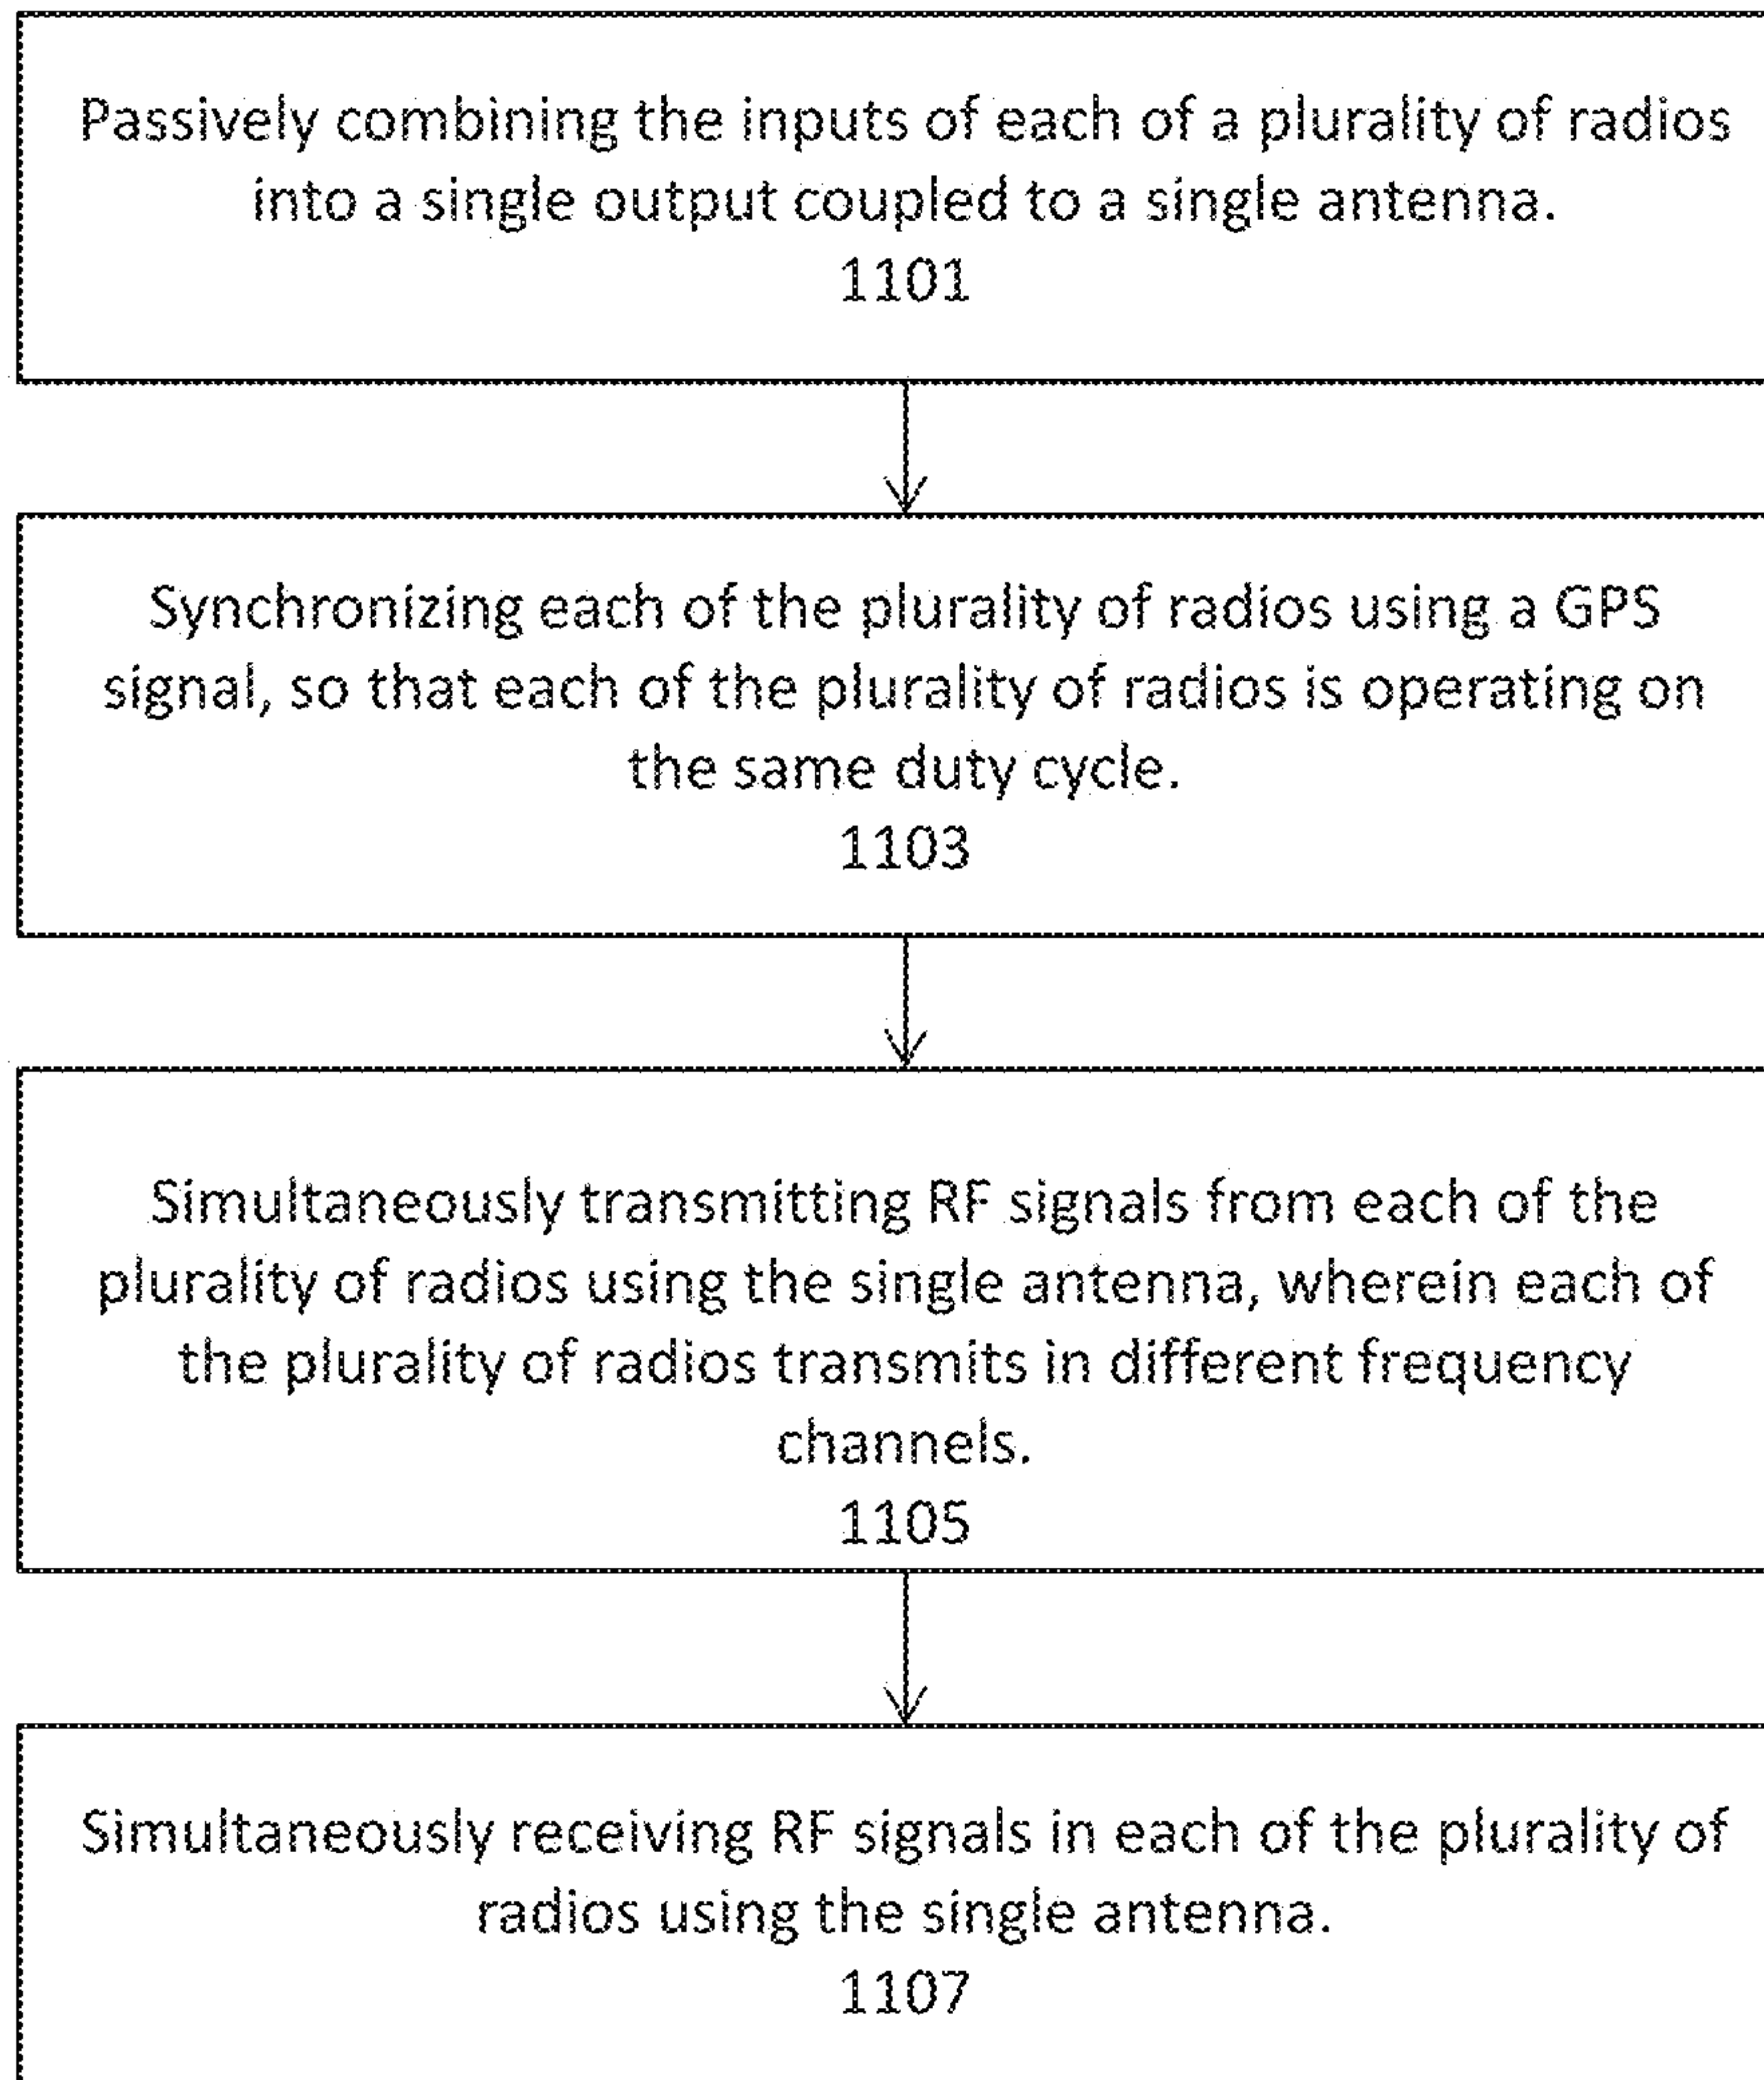 Passively combining the inputs of each of a plurality of radios
into a single output coupled to a single antenna.
1101
Synchronizing each of the plurality of radios using a GPS
signal, so that each of the plurality of radios is operating on
the same duty cycle.
1103
Simultaneously transmitting RF signals from each of the
plurality of radios using the single antenna, wherein each of
the plurality of radios transmits in different frequency
channels.
1105
Simultaneously receiving RF signals in each of the plurality of
radios using the single antenna.
1107